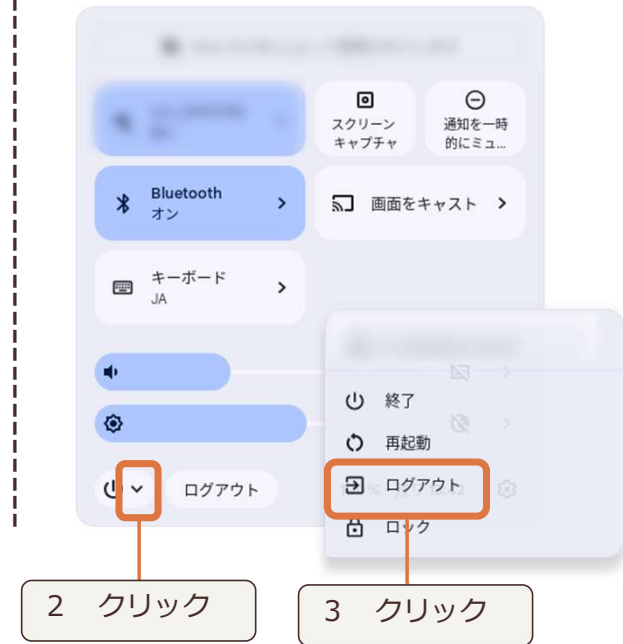 スクリーン
キャプチャ
通知を一時
的にミュ...
Bluetooth
オン
画面をキャスト
キーボード
JA
終了
再起動
ログアウト
ログアウト
ロック
2 クリック
3 クリック